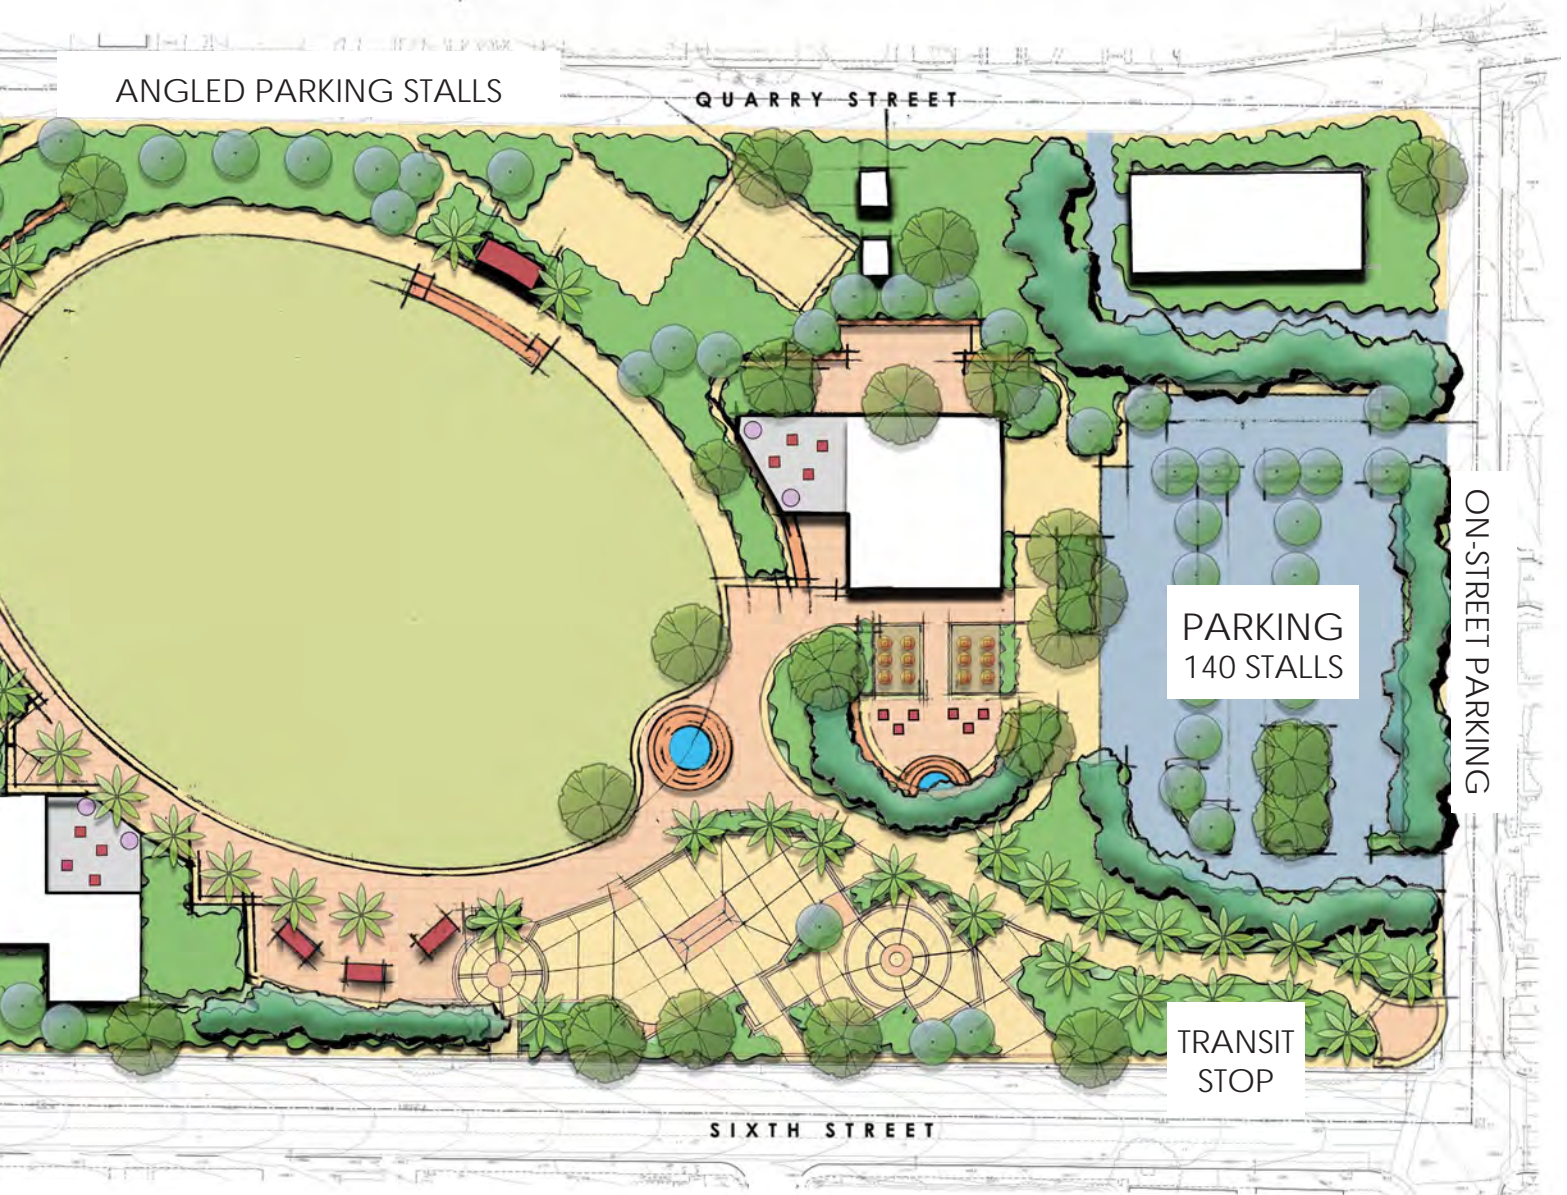 ANGLED PARKING STALLS
QUARRY STREET
ON-STREET PARKING
PARKING
140 STALLS
TRANSIT
STOP
SIXTH STREET